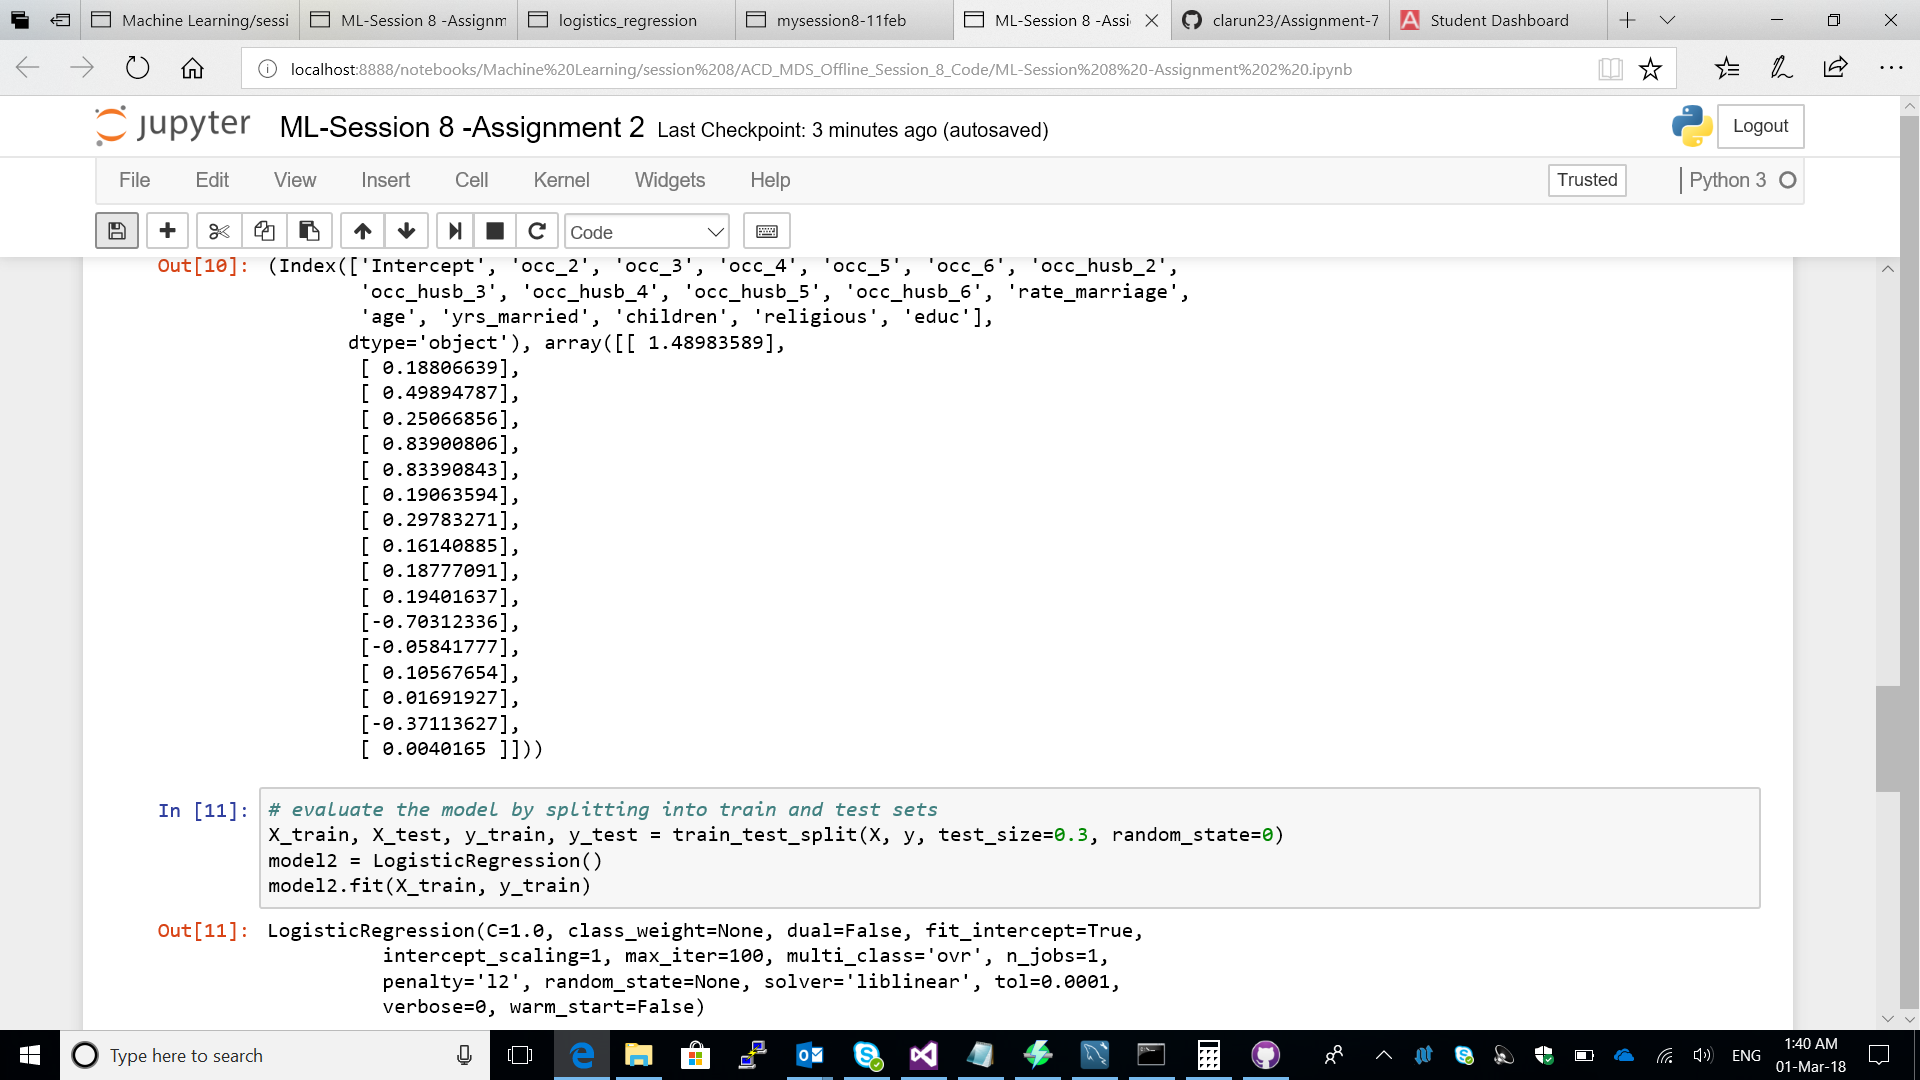 Machine Learning/sessi
ML-Session 8 -Assignm
logistics_regression
mysession8-11feb
ML-Session 8 -Assi
clarun23/Assignment-7
Student Dashboard
localhost:8888/notebooks/Machine%20Learning/session%208/ACD_MDS_Offline_Session_8_Code/ML-Session%208%20-Assignment%202%20.ipynb
jupyter ML-Session 8 -Assignment 2 Last Checkpoint: 3 minutes ago (autosaved) Logout
File Edit View Insert Cell Kernel Widgets Help Trusted Python 3
Code
Out[10]: (Index(['Intercept', 'occ_2', 'occ_3', 'occ_4', 'occ_5', 'occ_6', 'occ_husb_2',
'occ_husb_3', 'occ_husb_4', 'occ_husb_5', 'occ_husb_6', 'rate_marriage',
'age', 'yrs_married', 'children', 'religious', 'educ'],
dtype='object'), array([[ 1.48983589],
[ 0.18806639],
[ 0.49894787],
[ 0.25066856],
[ 0.83900806],
[ 0.83390843],
[ 0.19063594],
[ 0.29783271],
[ 0.16140885],
[ 0.18777091],
[ 0.19401637],
[-0.70312336],
[-0.05841777],
[ 0.10567654],
[ 0.01691927],
[-0.37113627],
[ 0.0040165 ]]))
In [11]: # evaluate the model by splitting into train and test sets
X_train, X_test, y_train, y_test = train_test_split(X, y, test_size=0.3, random_state=0)
model2 = LogisticRegression()
model2.fit(X_train, y_train)
Out[11]: LogisticRegression(C=1.0, class_weight=None, dual=False, fit_intercept=True,
intercept_scaling=1, max_iter=100, multi_class='ovr', n_jobs=1,
penalty='l2', random_state=None, solver='liblinear', tol=0.0001,
verbose=0, warm_start=False)
Type here to search
ENG
1:40 AM
01-Mar-18